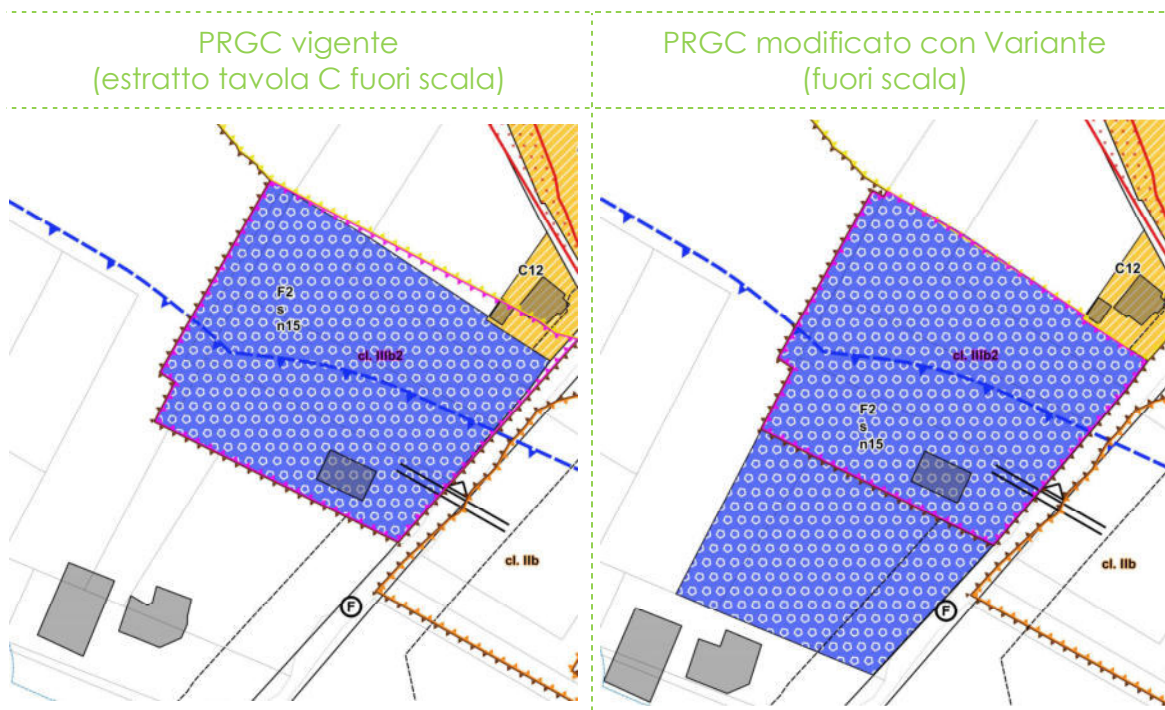 PRGC vigente
(estratto tavola C fuori scala)
PRGC modificato con Variante
(fuori scala)
C12
F2
s
n15
cl. IIIb2
cl. IIb
F
C12
cl. IIIb2
F2
s
n15
cl. IIb
F